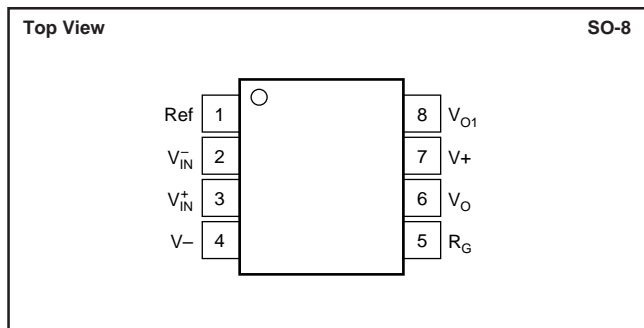 Top View SO-8
Ref 1 8 V_O1
V_IN^– 2 7 V+
V_IN^+ 3 6 V_O
V– 4 5 R_G